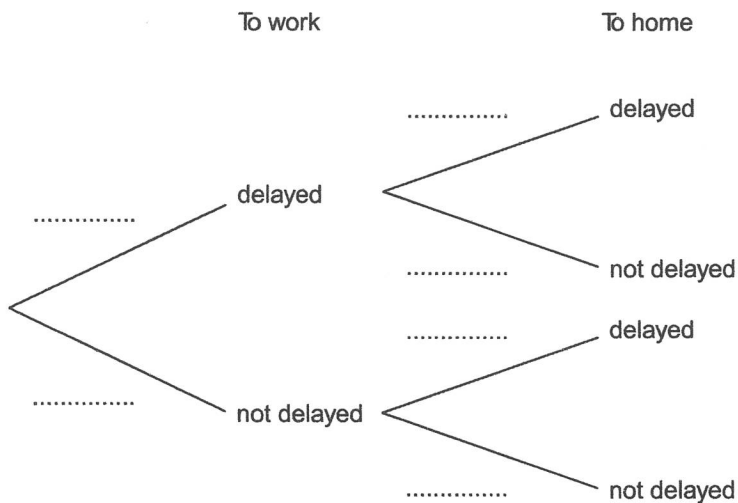 To work To home
.............. delayed
.............. delayed
.............. not delayed
.............. delayed
.............. not delayed
.............. not delayed